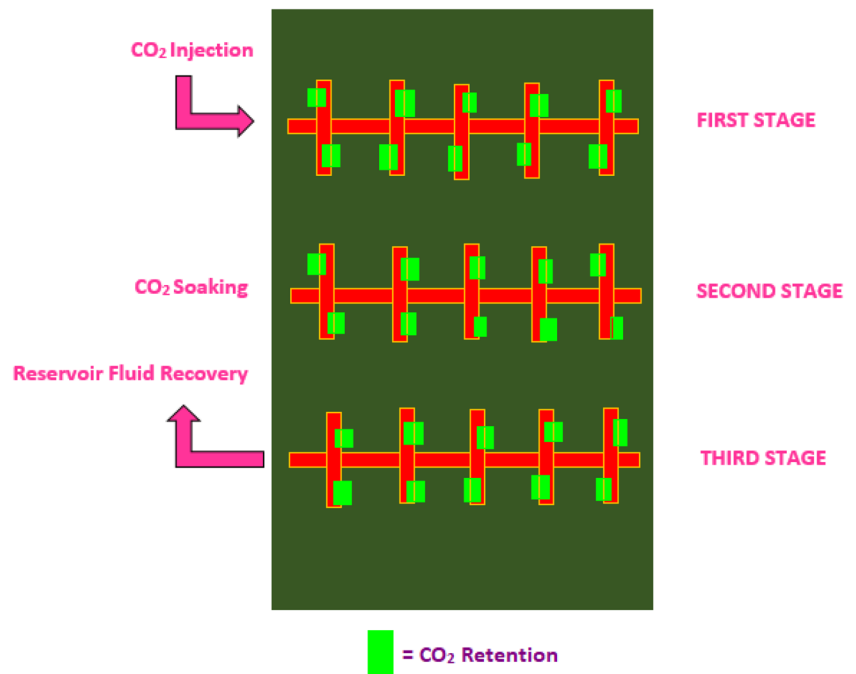 CO₂ Injection
FIRST STAGE
CO₂ Soaking
SECOND STAGE
Reservoir Fluid Recovery
THIRD STAGE
= CO₂ Retention